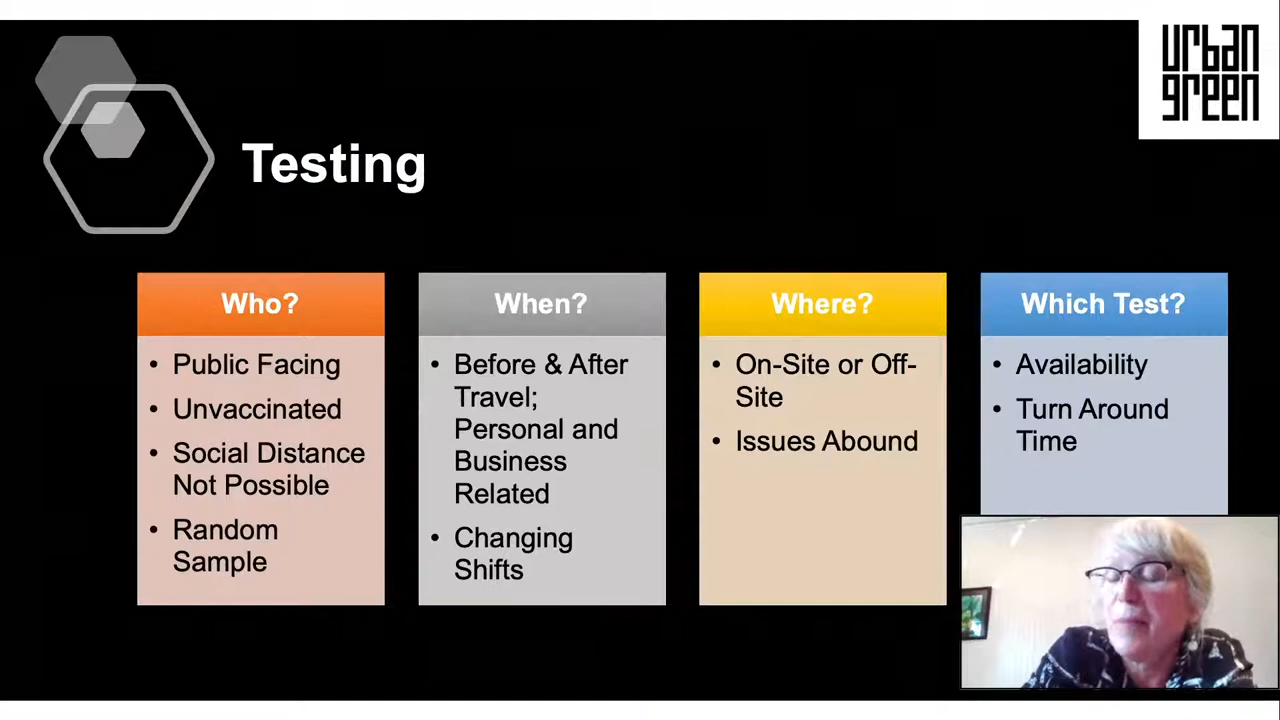 urban
green
Testing
Who?
• Public Facing
• Unvaccinated
• Social Distance
Not Possible
• Random
Sample
When?
• Before & After
Travel;
Personal and
Business
Related
• Changing
Shifts
Where?
• On-Site or Off-
Site
• Issues Abound
Which Test?
• Availability
• Turn Around
Time